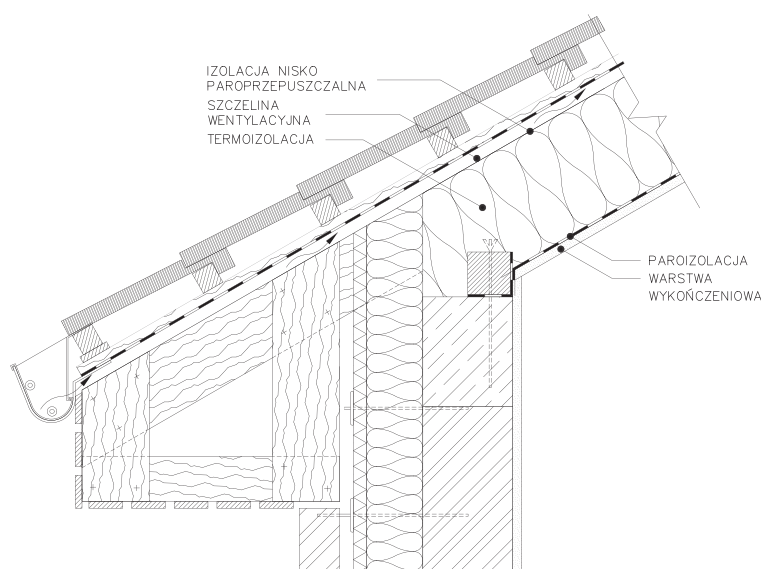 IZOLACJA NISKO
PAROPRZEPUSZCZALNA
SZCZELINA
WENTYLACYJNA
TERMOIZOLACJA
PAROIZOLACJA
WARSTWA
WYKOŃCZENIOWA